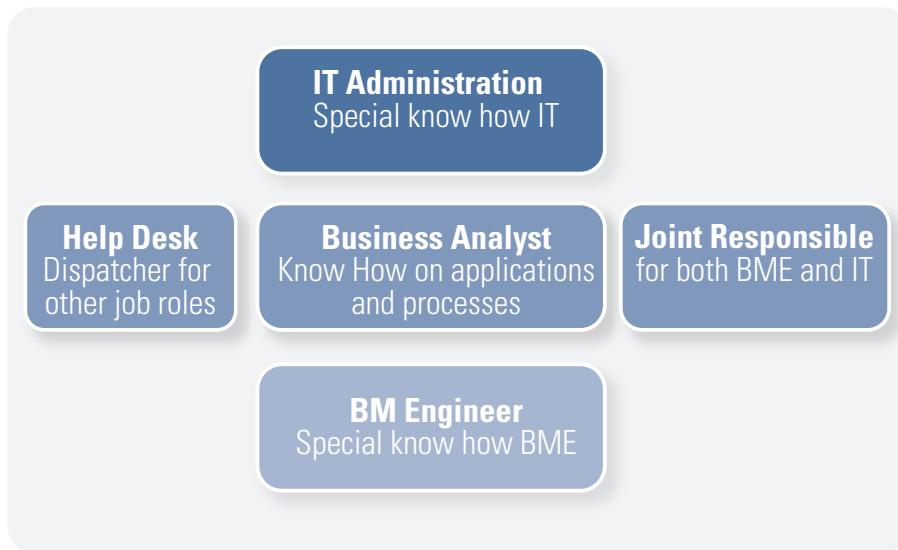 IT Administration
Special know how IT
Help Desk
Dispatcher for
other job roles
Business Analyst
Know How on applications
and processes
Joint Responsible
for both BME and IT
BM Engineer
Special know how BME